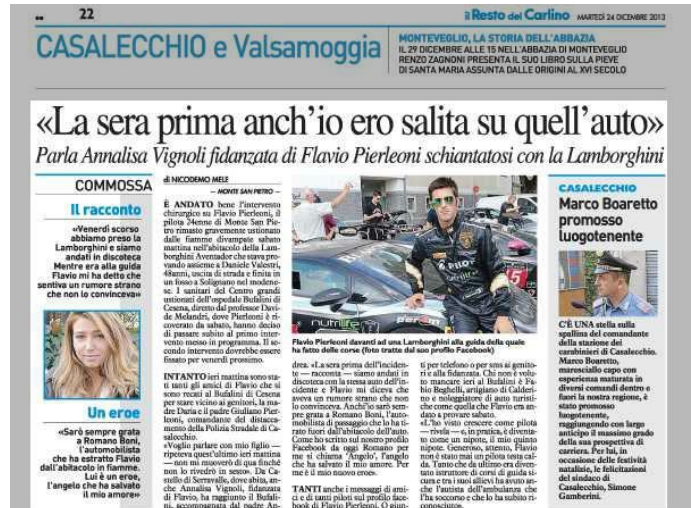 22
il Resto del Carlino MARTEDÌ 24 DICEMBRE 2013
CASALECCHIO e Valsamoggia
MONTEVEGLIO, LA STORIA DELL'ABBAZIA
IL 29 DICEMBRE ALLE 15 NELL'ABBAZIA DI MONTEVEGLIO
RENZO ZAGNONI PRESENTA IL SUO LIBRO SULLA PIEVE
DI SANTA MARIA ASSUNTA DALLE ORIGINI AL XVI SECOLO
«La sera prima anch'io ero salita su quell'auto»
Parla Annalisa Vignoli fidanzata di Flavio Pierleoni schiantatosi con la Lamborghini
COMMOSSA
Il racconto
«Venerdì scorso
abbiamo preso la
Lamborghini e siamo
andati in discoteca
Mentre era alla guida
Flavio mi ha detto che
sentiva un rumore strano
che non lo convinceva»
Un eroe
«Sarò sempre grata
a Romano Boni,
l'automobilista
che ha estratto Flavio
dall'abitacolo in fiamme.
Lui è un eroe,
l'angelo che ha salvato
il mio amore»
di NICODEMO MELE
— MONTE SAN PIETRO —
È ANDATO bene l'intervento
chirurgico su Flavio Pierleoni, il
pilota 24enne di Monte San Pie-
tro rimasto gravemente ustionato
dalle fiamme divampate sabato
mattina nell'abitacolo della Lam-
borghini Aventador che stava pro-
vando assieme a Daniele Valestri,
48anni, uscita di strada e finita in
un fosso a Solignano nel modene-
se. I sanitari del Centro grandi
ustionati dell'ospedale Bufalini di
Cesena, diretto dal professor Davi-
de Melandri, dove Pierleoni è ri-
coverato da sabato, hanno deciso
di passare subito al primo inter-
vento messo in programma. Il se-
condo intervento dovrebbe essere
fissato per venerdì prossimo.
INTANTO ieri mattina sono sta-
ti tanti gli amici di Flavio che si
sono recati al Bufalini di Cesena
per stare vicino ai genitori, la ma-
dre Daria e il padre Giuliano Pier-
leoni, comandante del distacca-
mento della Polizia Stradale di Ca-
salecchio.
«Voglio parlare con mio figlio —
ripeteva quest'ultimo ieri mattina
— non mi muoverò di qua finché
non lo rivedrò in sesto». Da Ca-
stello di Serravalle, dove abita, an-
che Annalisa Vignoli, fidanzata
di Flavio, ha raggiunto il Bufali-
ni, accompagnata dal padre An-
PILOT
nutrilife
Flavio Pierleoni davanti ad una Lamborghini alla guida della quale
ha fatto delle corse (foto tratte dal suo profilo Facebook)
drea. «La sera prima dell'inciden-
te — racconta — siamo andati in
discoteca con la stessa auto dell'in-
cidente e Flavio mi diceva che
aveva un rumore strano che non
lo convinceva. Anch'io sarò sem-
pre grata a Romano Boni, l'auto-
mobilista di passaggio che lo ha ti-
rato fuori dall'abitacolo dell'auto.
Come ho scritto sul nostro profilo
Facebook da oggi Romano per
me si chiama 'Angelo', l'angelo
che ha salvato il mio amore. Per
me è il mio nuovo eroe».
TANTI anche i messaggi di ami-
ci e di tanti piloti sul profilo face-
book di Flavio Pierleoni. O giun-
ti per telefono o per sms ai genito-
ri e alla fidanzata. Chi non è volu-
to mancare ieri al Bufalini è Fa-
bio Beghelli, artigiano di Calderi-
no e noleggiatore di auto turisti-
che come quella che Flavio era an-
dato a provare sabato.
«L'ho visto crescere come pilota
— rivela — e, in pratica, è diventa-
to come un nipote, il mio quinto
nipote. Generoso, attento, Flavio
non è stato mai un pilota testa cal-
da. Tanto che da ultimo era diven-
tato istruttore di corsi di guida si-
cura e tra i suoi allievi ha avuto an-
che l'autista dell'ambulanza che
l'ha soccorso e che lo ha subito ri-
conosciuto».
CASALECCHIO
Marco Boaretto
promosso
luogotenente
C'È UNA stella sulla
spallina del comandante
della stazione dei
carabinieri di Casalecchio.
Marco Boaretto,
maresciallo capo con
esperienza maturata in
diversi comandi dentro e
fuori la nostra regione, è
stato promosso
luogotenente,
raggiungendo con largo
anticipo il massimo grado
della sua prospettiva di
carriera. Per lui, in
occasione delle festività
natalizie, le felicitazioni
del sindaco di
Casalecchio, Simone
Gamberini.